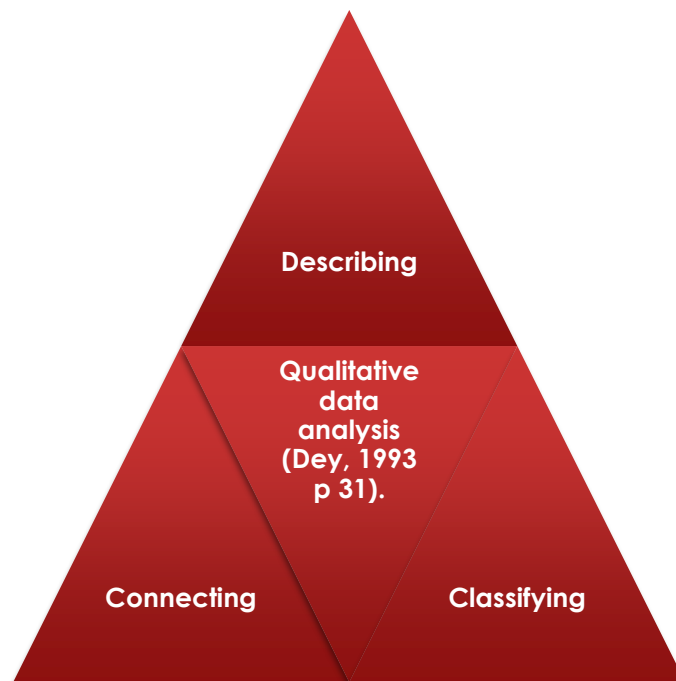 Describing
Qualitative
data
analysis
(Dey, 1993
p 31).
Connecting
Classifying